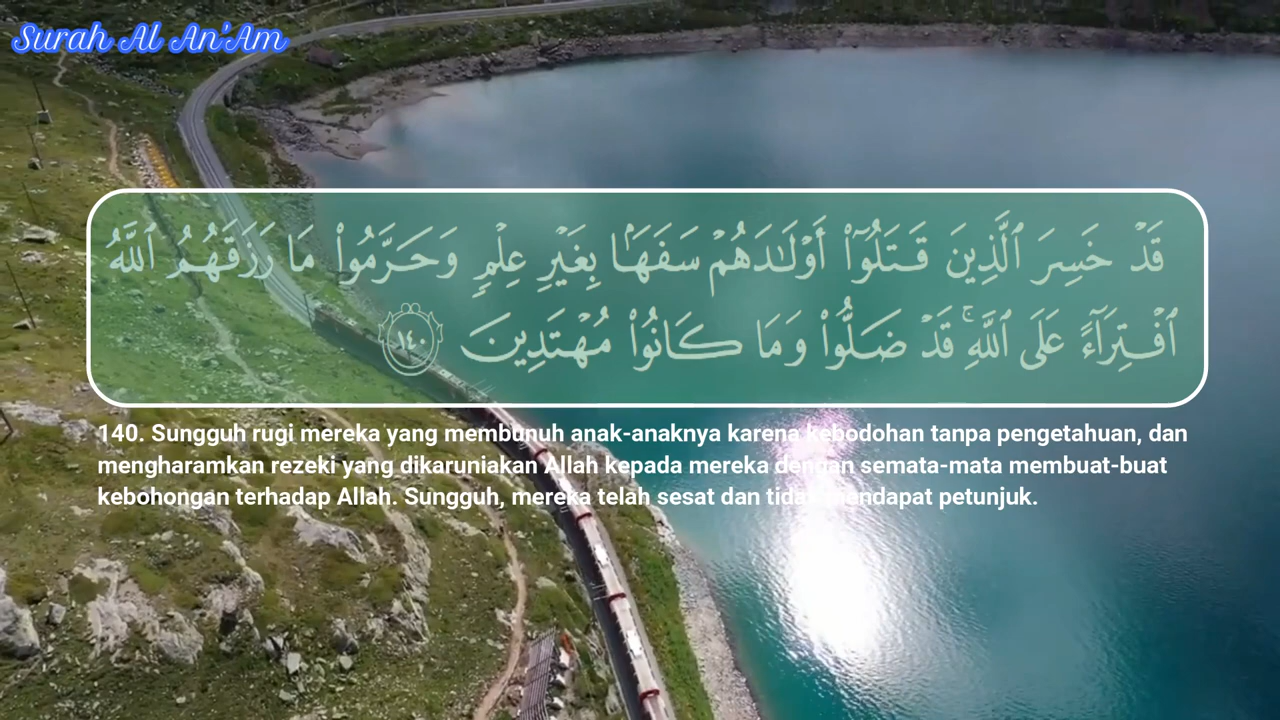 Surah Al An'Am
قَدْ خَسِرَ ٱلَّذِينَ قَتَلُوٓا۟ أَوْلَـٰدَهُمْ سَفَهَۢا بِغَيْرِ عِلْمٍ وَحَرَّمُوا۟ مَا رَزَقَهُمُ ٱللَّهُ
ٱفْتِرَآءً عَلَى ٱللَّهِ ۚ قَدْ ضَلُّوا۟ وَمَا كَانُوا۟ مُهْتَدِينَ ١٤٠
140. Sungguh rugi mereka yang membunuh anak-anaknya karena kebodohan tanpa pengetahuan, dan
mengharamkan rezeki yang dikaruniakan Allah kepada mereka dengan semata-mata membuat-buat
kebohongan terhadap Allah. Sungguh, mereka telah sesat dan tidak mendapat petunjuk.